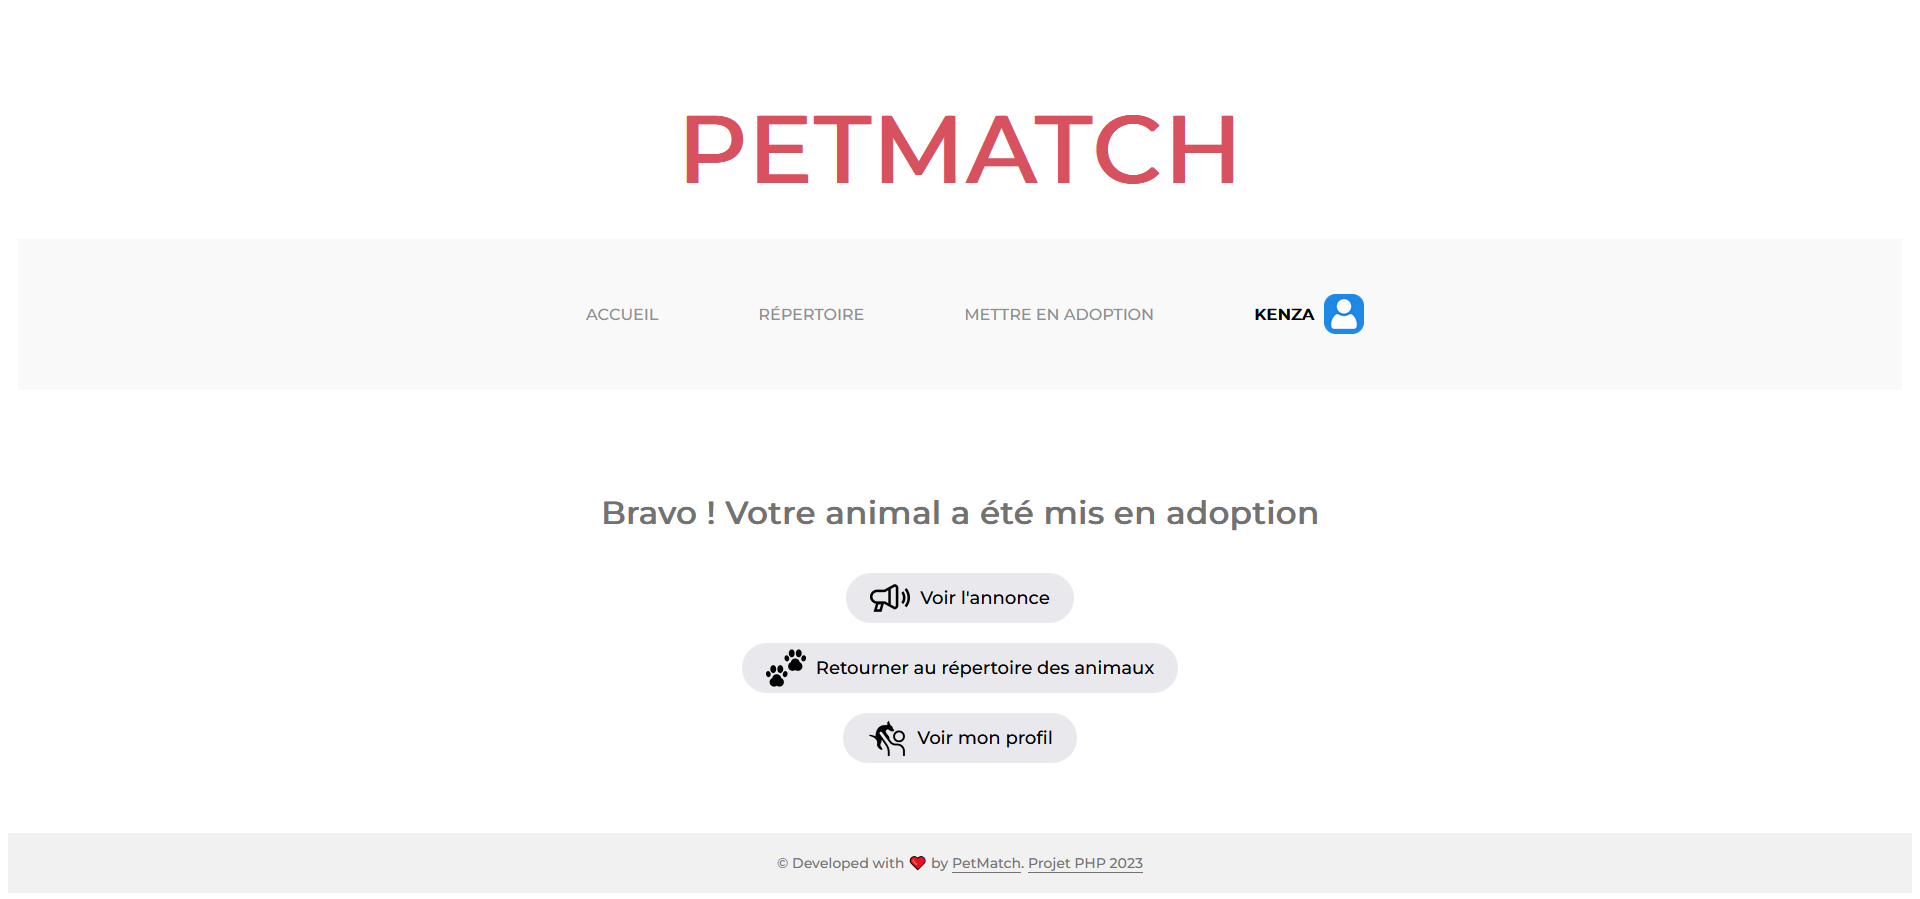 PETMATCH
ACCUEIL RÉPERTOIRE METTRE EN ADOPTION KENZA
Bravo ! Votre animal a été mis en adoption
Voir l'annonce
Retourner au répertoire des animaux
Voir mon profil
© Developed with ❤ by PetMatch. Projet PHP 2023